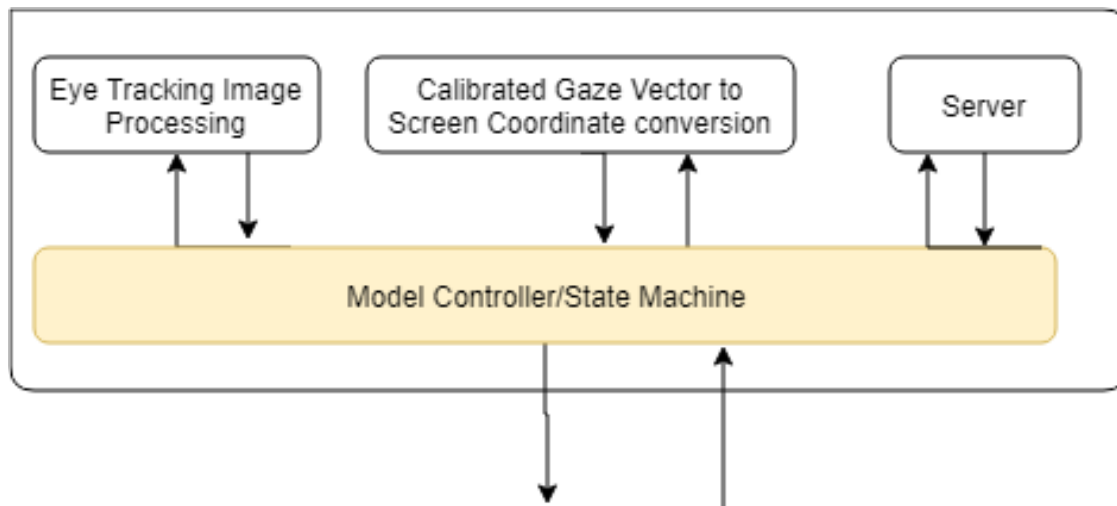 Eye Tracking Image
Processing
Calibrated Gaze Vector to
Screen Coordinate conversion
Server
Model Controller/State Machine